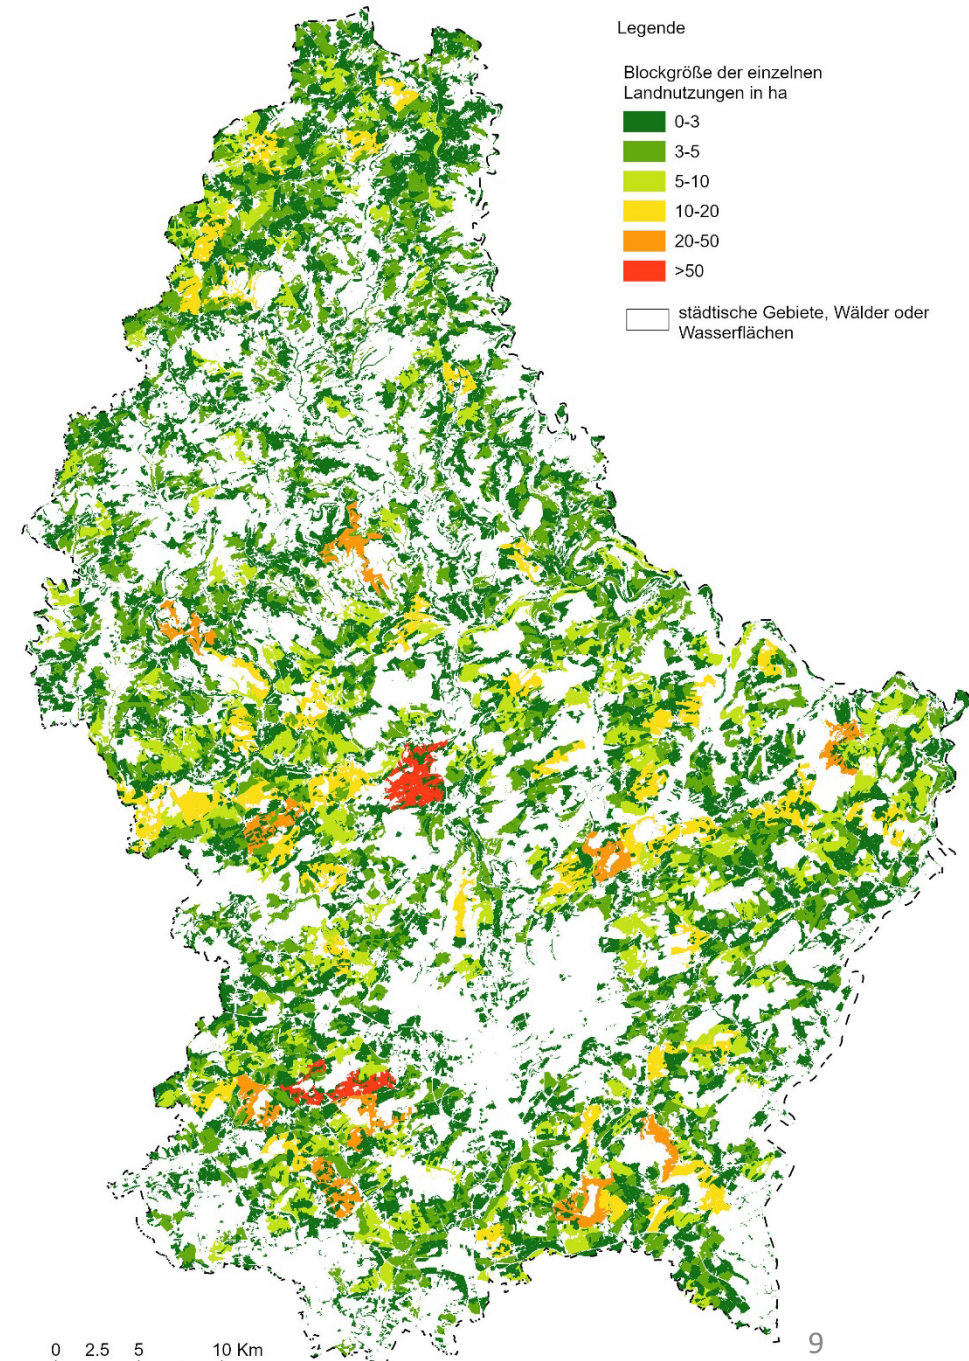 Legende
Blockgröße der einzelnen
Landnutzungen in ha
0-3
3-5
5-10
10-20
20-50
>50
städtische Gebiete, Wälder oder
Wasserflächen
0 2.5 5 10 Km
9